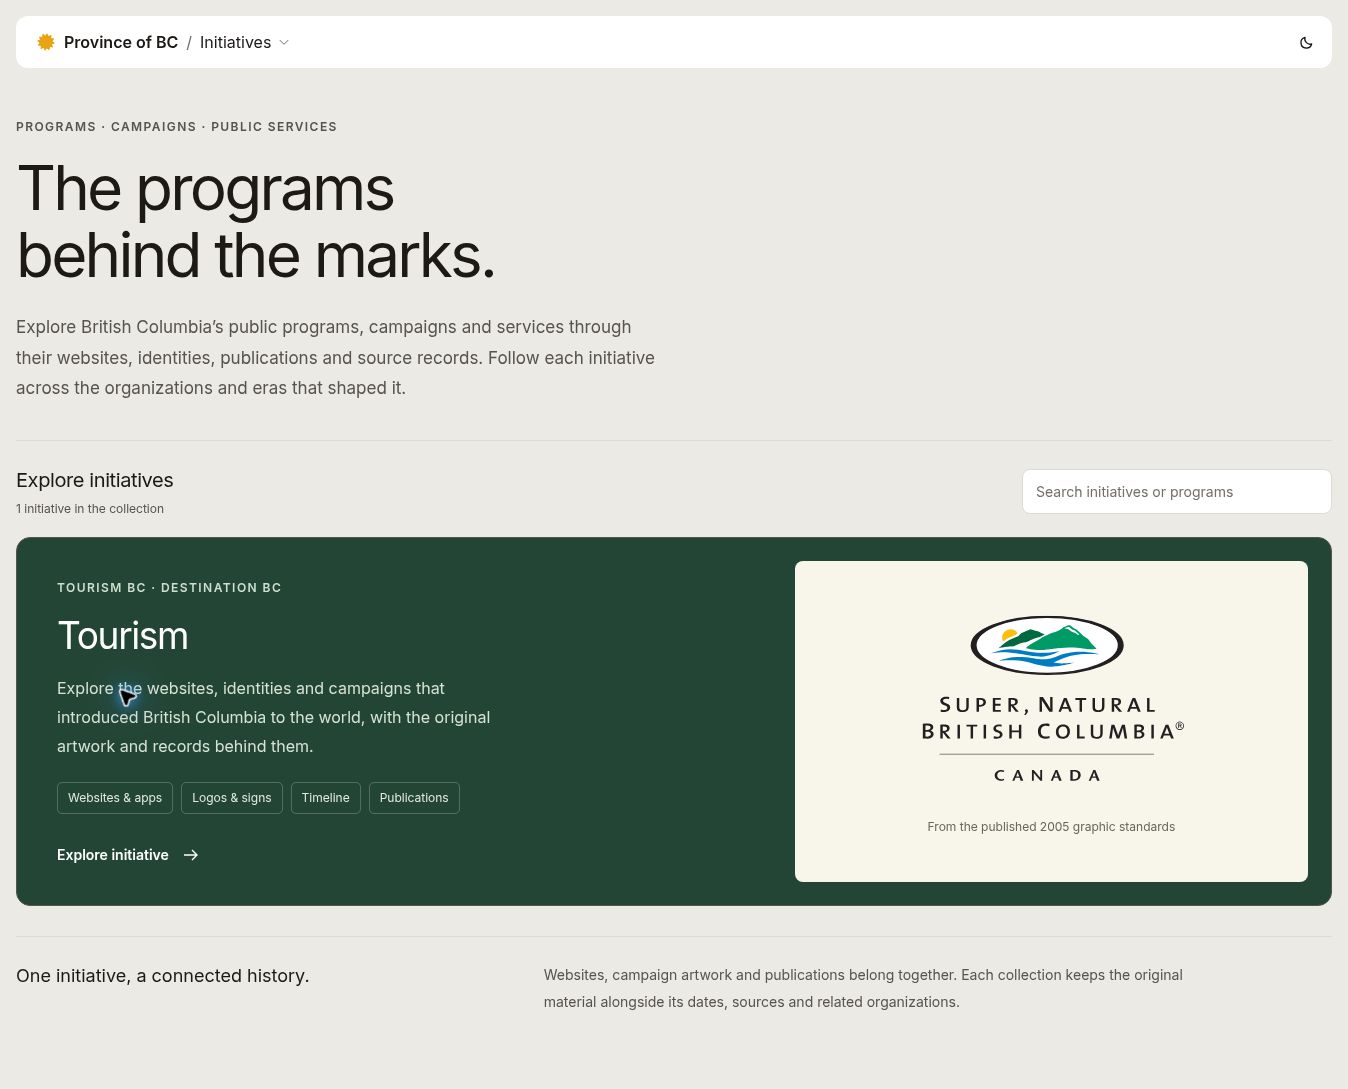 Province of BC / Initiatives
PROGRAMS · CAMPAIGNS · PUBLIC SERVICES
The programs
behind the marks.
Explore British Columbia’s public programs, campaigns and services through
their websites, identities, publications and source records. Follow each initiative
across the organizations and eras that shaped it.
Explore initiatives
1 initiative in the collection
Search initiatives or programs
TOURISM BC · DESTINATION BC
Tourism
Explore the websites, identities and campaigns that
introduced British Columbia to the world, with the original
artwork and records behind them.
Websites & apps
Logos & signs
Timeline
Publications
Explore initiative
SUPER, NATURAL
BRITISH COLUMBIA®
CANADA
From the published 2005 graphic standards
One initiative, a connected history.
Websites, campaign artwork and publications belong together. Each collection keeps the original
material alongside its dates, sources and related organizations.